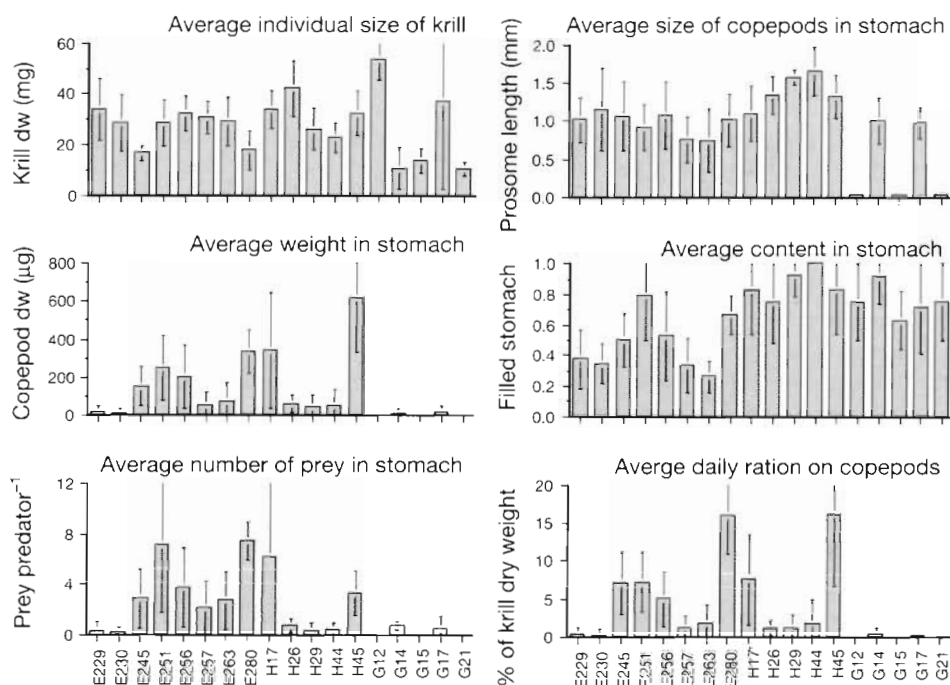 Average individual size of krill
Krill dw (mg)
60
40
20
0
Average size of copepods in stomach
Prosome length (mm)
2.0
1.5
1.0
0.5
0.0
Average weight in stomach
Copepod dw (µg)
800
600
400
200
0
Average content in stomach
Filled stomach
1.0
0.8
0.6
0.4
0.2
0.0
Average number of prey in stomach
Prey predator⁻¹
12
8
4
0
E229
E230
E245
E251
E256
E257
E263
E280
H17
H26
H29
H44
H45
G12
G14
G15
G17
G21
Averge daily ration on copepods
% of krill dry weight
20
15
10
5
0
E229
E230
E245
E251
E256
E257
E263
E280
H17
H26
H29
H44
H45
G12
G14
G15
G17
G21